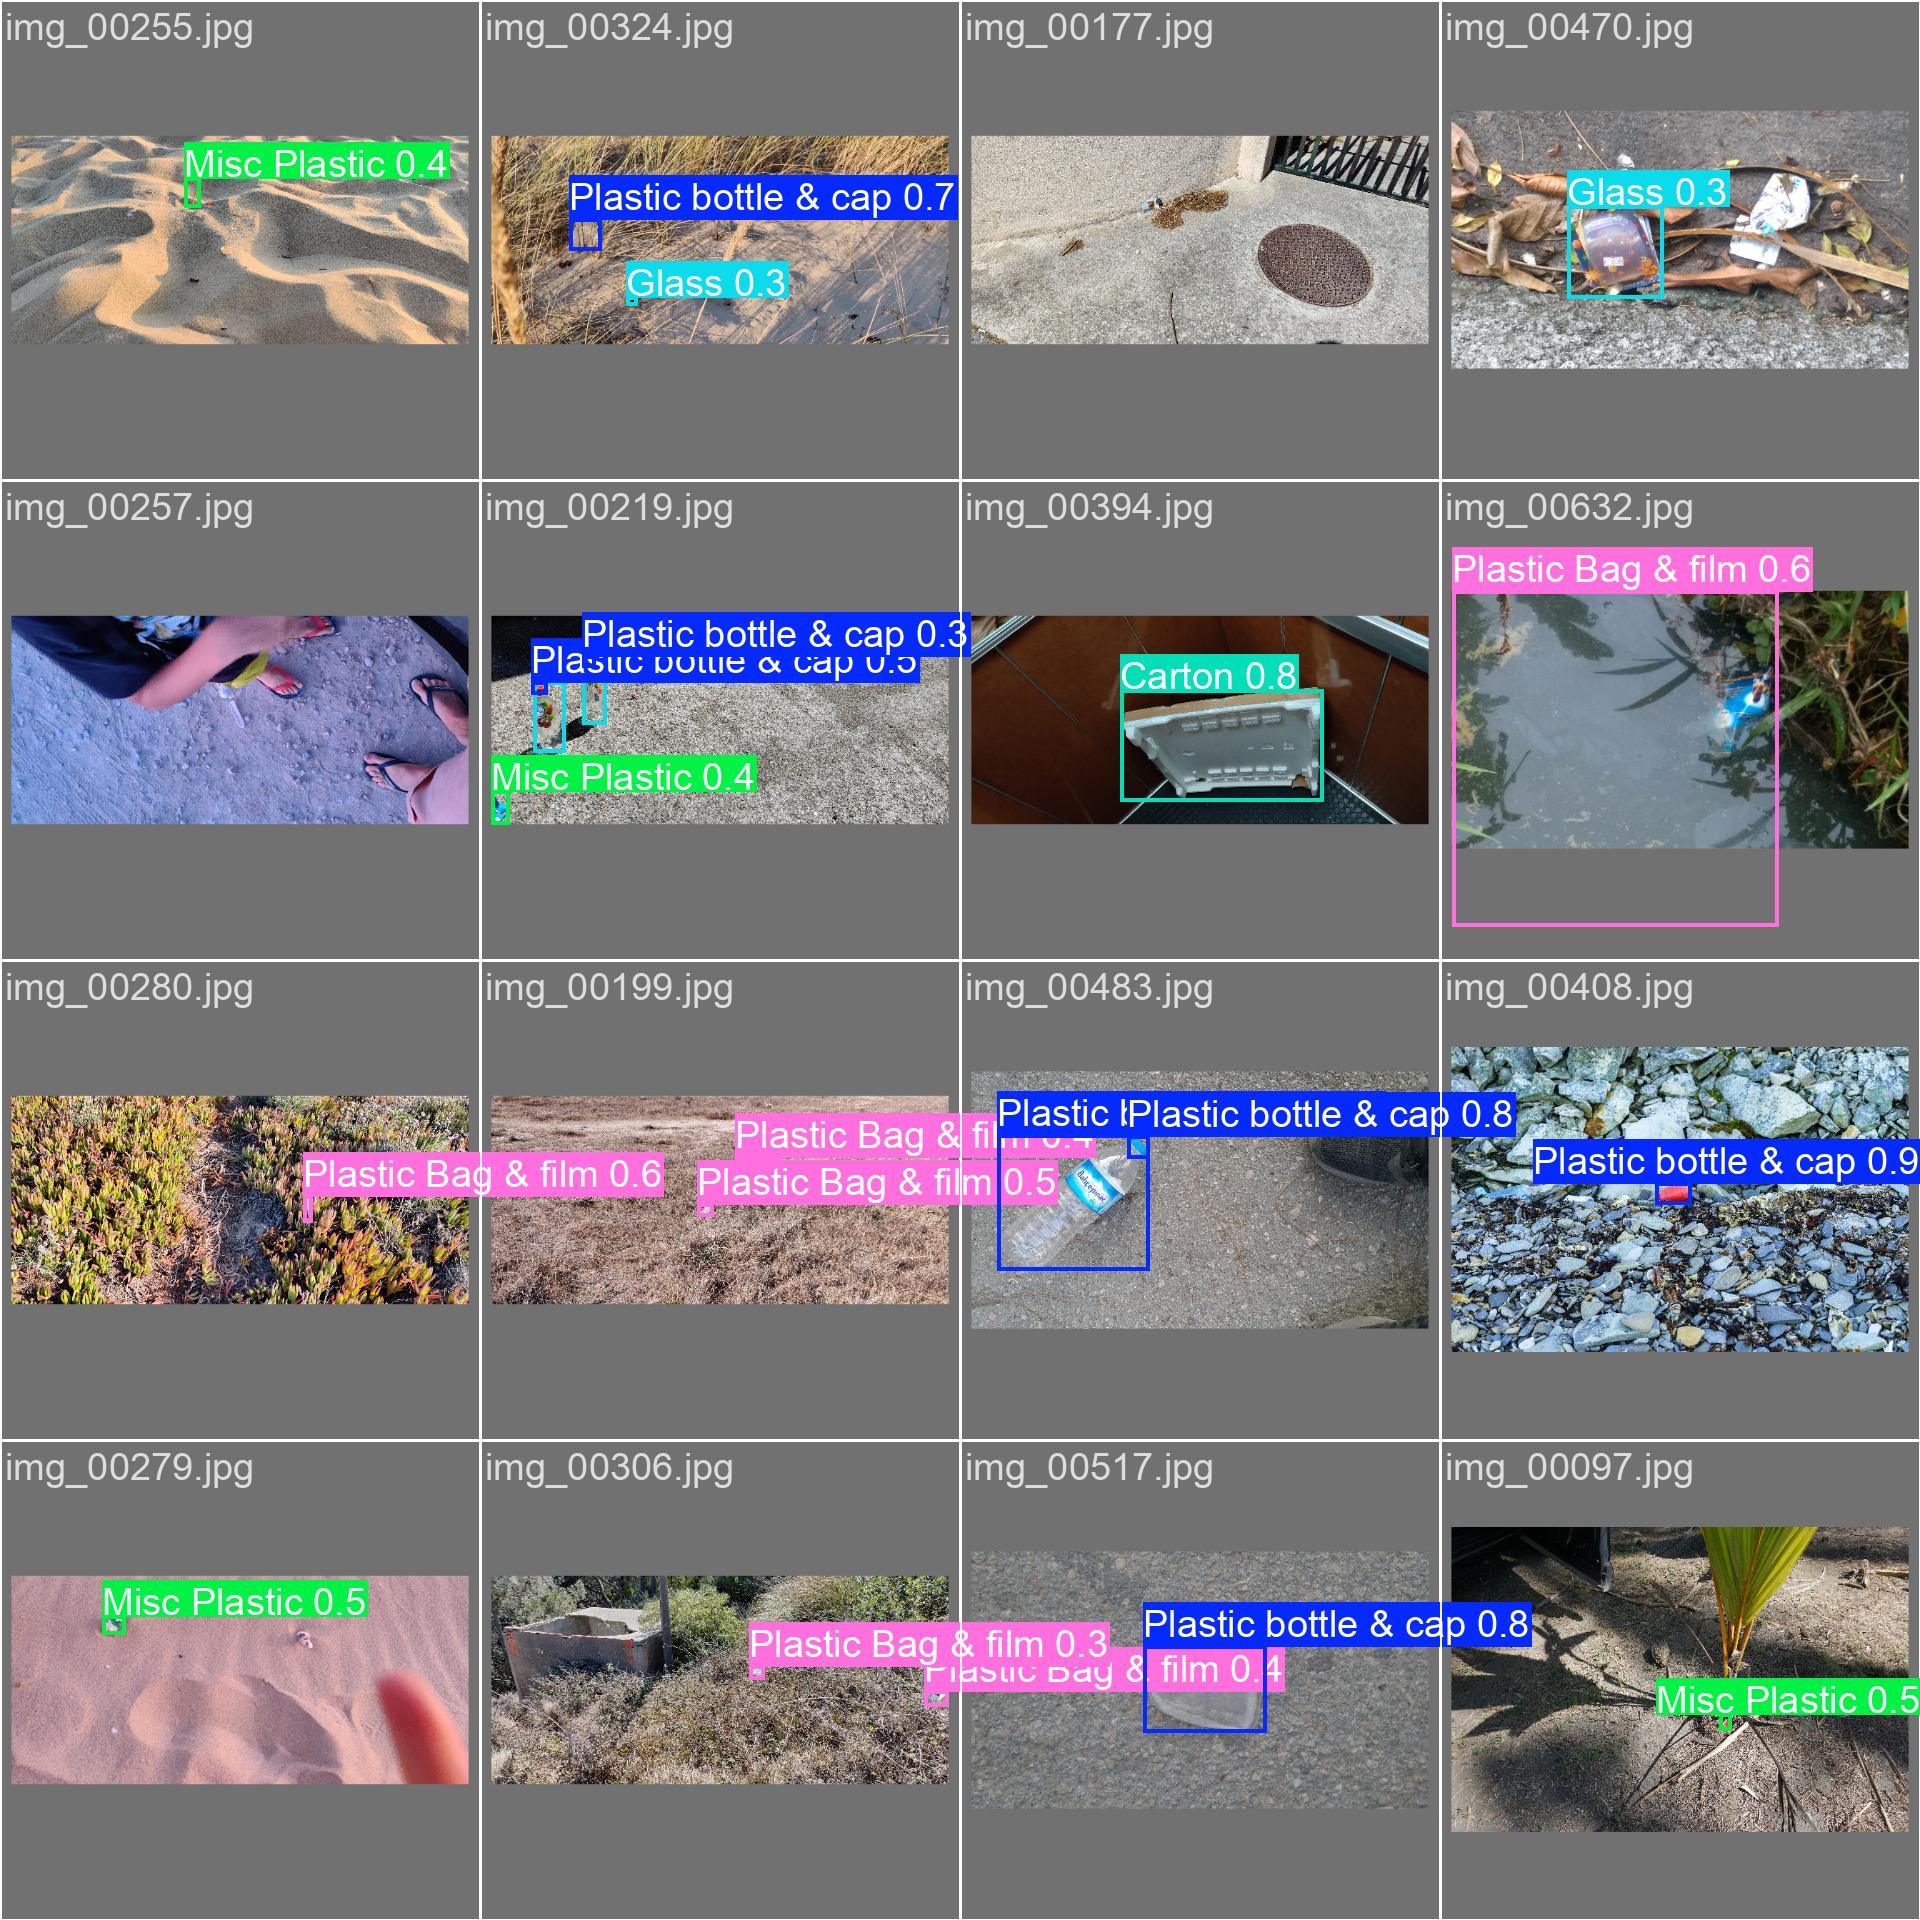 img_00255.jpg
img_00324.jpg
img_00177.jpg
img_00470.jpg
Misc Plastic 0.4
Plastic bottle & cap 0.7
Glass 0.3
Glass 0.3
img_00257.jpg
img_00219.jpg
img_00394.jpg
img_00632.jpg
Plastic Bag & film 0.6
Plastic bottle & cap 0.3
Plastic bottle & cap 0.5
Carton 0.8
Misc Plastic 0.4
img_00280.jpg
img_00199.jpg
img_00483.jpg
img_00408.jpg
Plastic Bag & film 0.6
Plastic Bag & film 0.4
Plastic Bag & film 0.5
Plastic
Plastic bottle & cap 0.8
Plastic bottle & cap 0.9
img_00279.jpg
img_00306.jpg
img_00517.jpg
img_00097.jpg
Misc Plastic 0.5
Plastic Bag & film 0.3
Plastic Bag & film 0.4
Plastic bottle & cap 0.8
Misc Plastic 0.5